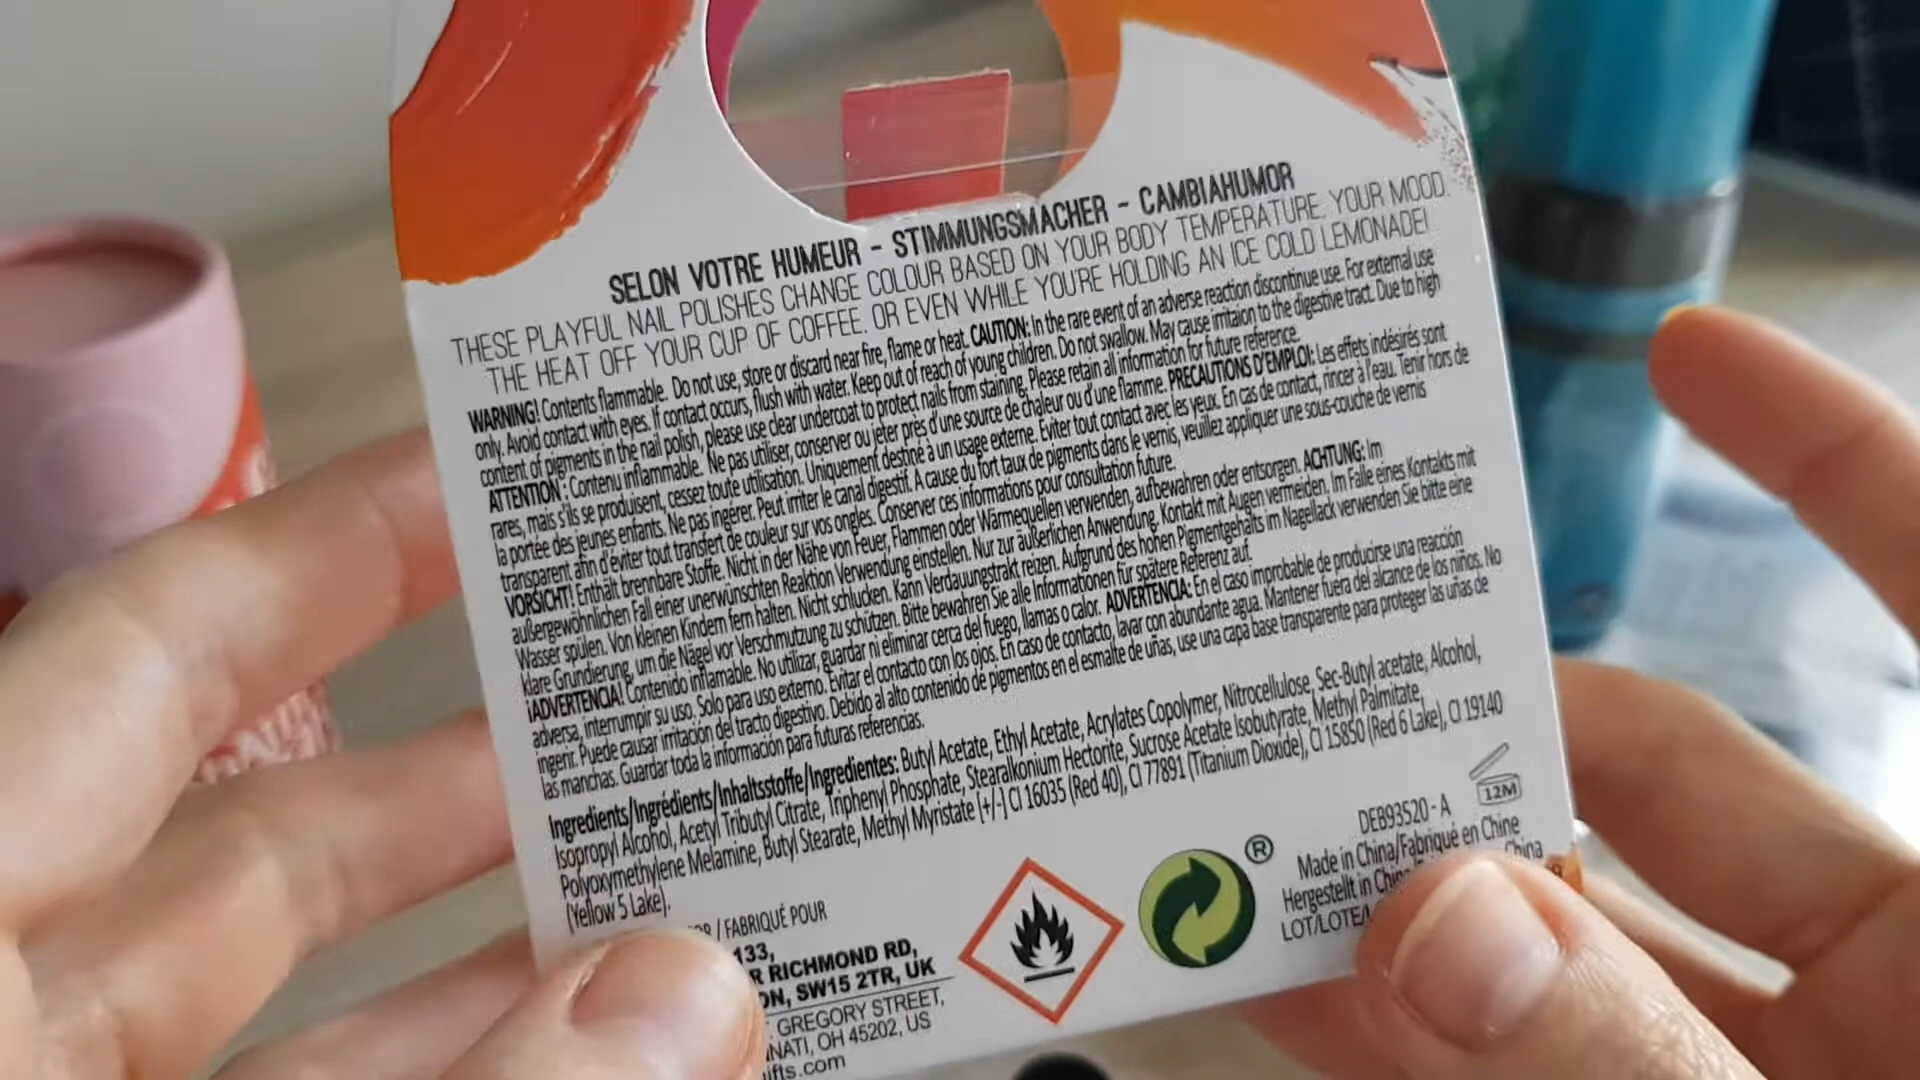 SELON VOTRE HUMEUR - STIMMUNGSMACHER - CAMBIAHUMOR
THESE PLAYFUL NAIL POLISHES CHANGE COLOUR BASED ON YOUR BODY TEMPERATURE. YOUR MOOD.
THE HEAT OFF YOUR CUP OF COFFEE. OR EVEN WHILE YOU'RE HOLDING AN ICE COLD LEMONADE!
WARNING! Contents flammable. Do not use, store or discard near fire, flame or heat. CAUTION: In the rare event of an adverse reaction discontinue use. For external use
only. Avoid contact with eyes. If contact occurs, flush with water. Keep out of reach of young children. Do not swallow. May cause irritaion to the digestive tract. Due to high
content of pigments in the nail polish, please use clear undercoat to protect nails from staining. Please retain all information for future reference.
ATTENTION : Contenu inflammable. Ne pas utiliser, conserver ou jeter près d'une source de chaleur ou d'une flamme. PRECAUTIONS D'EMPLOI: Les effets indésirés sont
rares, mais s'ils se produisent, cessez toute utilisation. Uniquement destiné à un usage externe. Eviter tout contact avec les yeux. En cas de contact, rincer à l'eau. Tenir hors de
la portée des jeunes enfants. Ne pas ingérer. Peut irriter le canal digestif. A cause du fort taux de pigments dans le vernis, veuillez appliquer une sous-couche de vernis
transparent afin d'éviter tout transfert de couleur sur vos ongles. Conserver ces informations pour consultation future.
VORSICHT! Enthält brennbare Stoffe. Nicht in der Nähe von Feuer, Flammen oder Wärmequellen verwenden, aufbewahren oder entsorgen. ACHTUNG: Im
außergewöhnlichen Fall einer unerwünschten Reaktion Verwendung einstellen. Nur zur äußerlichen Anwendung. Kontakt mit Augen vermeiden. Im Falle eines Kontakts mit
Wasser spülen. Von kleinen Kindern fern halten. Nicht schlucken. Kann Verdauungstrakt reizen. Aufgrund des hohen Pigmentgehalts im Nagellack verwenden Sie bitte eine
klare Grundierung, um die Nägel vor Verschmutzung zu schützen. Bitte bewahren Sie alle Informationen für spätere Referenz auf.
¡ADVERTENCIA! Contenido inflamable. No utilizar, guardar ni eliminar cerca del fuego, llamas o calor. ADVERTENCIA: En el caso improbable de producirse una reacción
adversa, interrumpir su uso. Solo para uso externo. Evitar el contacto con los ojos. En caso de contacto, lavar con abundante agua. Mantener fuera del alcance de los niños. No
ingerir. Puede causar irritación del tracto digestivo. Debido al alto contenido de pigmentos en el esmalte de uñas, use una capa base transparente para proteger las uñas de
las manchas. Guardar toda la información para futuras referencias.
Ingredients/Ingrédients/Inhaltsstoffe/Ingredientes: Butyl Acetate, Ethyl Acetate, Acrylates Copolymer, Nitrocellulose, Sec-Butyl acetate, Alcohol,
Isopropyl Alcohol, Acetyl Tributyl Citrate, Triphenyl Phosphate, Stearalkonium Hectorite, Sucrose Acetate Isobutyrate, Methyl Palmitate,
Polyoxymethylene Melamine, Butyl Stearate, Methyl Myristate [+/-] CI 16035 (Red 40), CI 77891 (Titanium Dioxide), CI 15850 (Red 6 Lake), CI 19140
(Yellow 5 Lake).
/ FABRIQUÉ POUR
133,
RICHMOND RD,
SW15 2TR, UK
GREGORY STREET,
OH 45202, US
®
12M
DEB93520 - A
Made in China/Fabriqué en Chine
Hergestellt in China
LOT/LOTE/